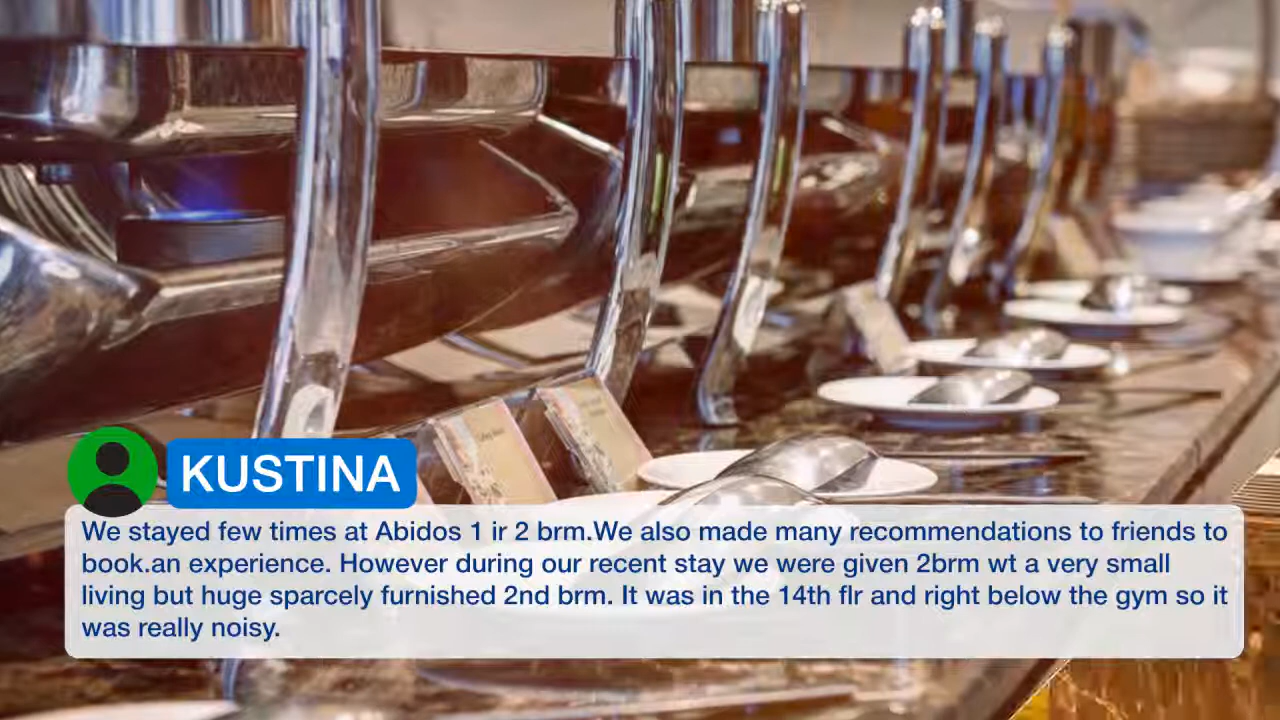 KUSTINA
We stayed few times at Abidos 1 ir 2 brm.We also made many recommendations to friends to
book.an experience. However during our recent stay we were given 2brm wt a very small
living but huge sparcely furnished 2nd brm. It was in the 14th flr and right below the gym so it
was really noisy.